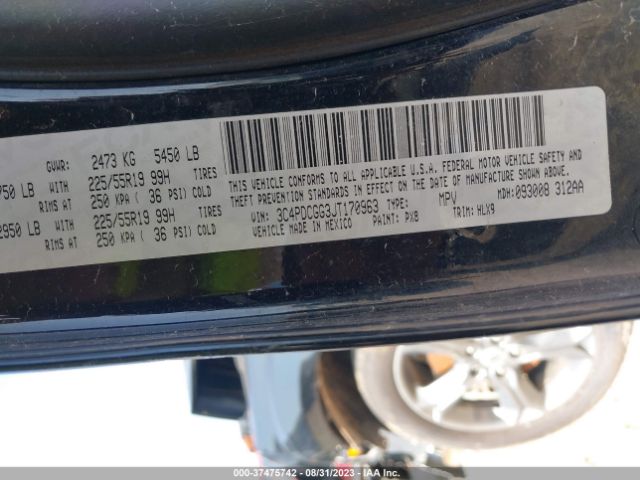 GVWR: 2473 KG 5450 LB
750 LB WITH 225/55R19 99H TIRES
RIMS AT 250 KPA ( 36 PSI) COLD
2950 LB WITH 225/55R19 99H TIRES
RIMS AT 250 KPA ( 36 PSI) COLD
THIS VEHICLE CONFORMS TO ALL APPLICABLE U.S.A. FEDERAL MOTOR VEHICLE SAFETY AND
THEFT PREVENTION STANDARDS IN EFFECT ON THE DATE OF MANUFACTURE SHOWN ABOVE.
VIN: 3C4PDCGG3JT170963 TYPE: MPV MDH: 093008 312AA
VEHICLE MADE IN MEXICO PAINT: PX8 TRIM: HLX9
000-37475742 - 08/31/2023 - IAAI.COM